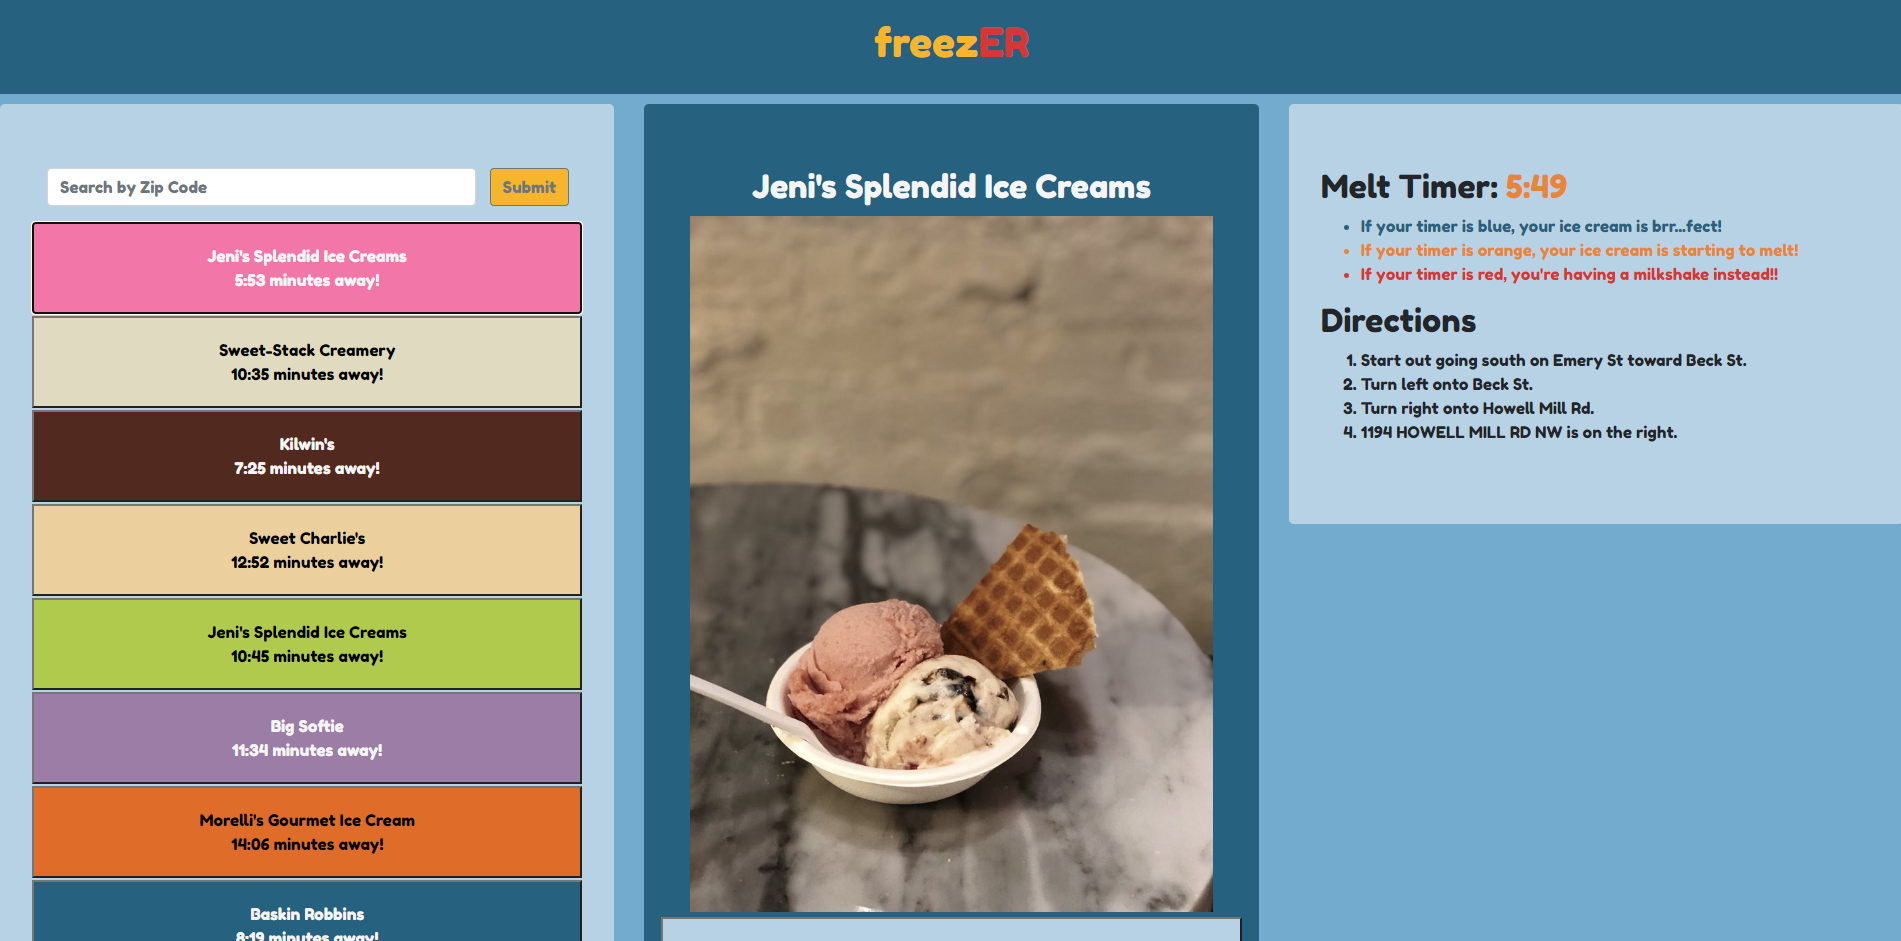 freezER
Search by Zip Code
Submit
Jeni's Splendid Ice Creams
5:53 minutes away!
Sweet-Stack Creamery
10:35 minutes away!
Kilwin's
7:25 minutes away!
Sweet Charlie's
12:52 minutes away!
Jeni's Splendid Ice Creams
10:45 minutes away!
Big Softie
11:34 minutes away!
Morelli's Gourmet Ice Cream
14:06 minutes away!
Baskin Robbins
8:19 minutes away!
Jeni's Splendid Ice Creams
Melt Timer: 5:49
• If your timer is blue, your ice cream is brr...fect!
• If your timer is orange, your ice cream is starting to melt!
• If your timer is red, you're having a milkshake instead!!
Directions
1. Start out going south on Emery St toward Beck St.
2. Turn left onto Beck St.
3. Turn right onto Howell Mill Rd.
4. 1194 HOWELL MILL RD NW is on the right.